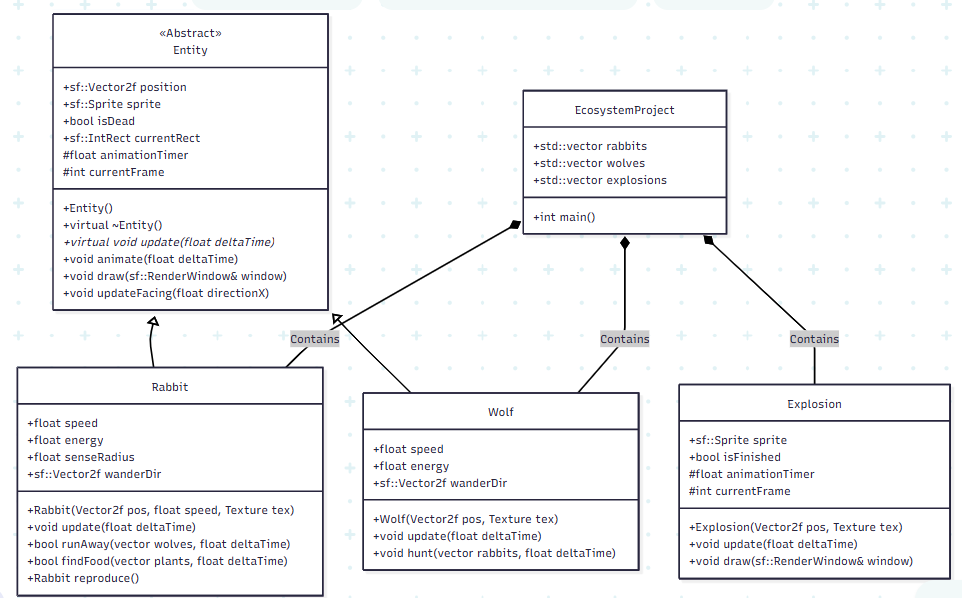 «Abstract»
Entity
+sf::Vector2f position
+sf::Sprite sprite
+bool isDead
+sf::IntRect currentRect
#float animationTimer
#int currentFrame
+Entity()
+virtual ~Entity()
+virtual void update(float deltaTime)
+void animate(float deltaTime)
+void draw(sf::RenderWindow& window)
+void updateFacing(float directionX)
EcosystemProject
+std::vector rabbits
+std::vector wolves
+std::vector explosions
+int main()
Contains
Contains
Contains
Rabbit
+float speed
+float energy
+float senseRadius
+sf::Vector2f wanderDir
+Rabbit(Vector2f pos, float speed, Texture tex)
+void update(float deltaTime)
+bool runAway(vector wolves, float deltaTime)
+bool findFood(vector plants, float deltaTime)
+Rabbit reproduce()
Wolf
+float speed
+float energy
+sf::Vector2f wanderDir
+Wolf(Vector2f pos, Texture tex)
+void update(float deltaTime)
+void hunt(vector rabbits, float deltaTime)
Explosion
+sf::Sprite sprite
+bool isFinished
#float animationTimer
#int currentFrame
+Explosion(Vector2f pos, Texture tex)
+void update(float deltaTime)
+void draw(sf::RenderWindow& window)